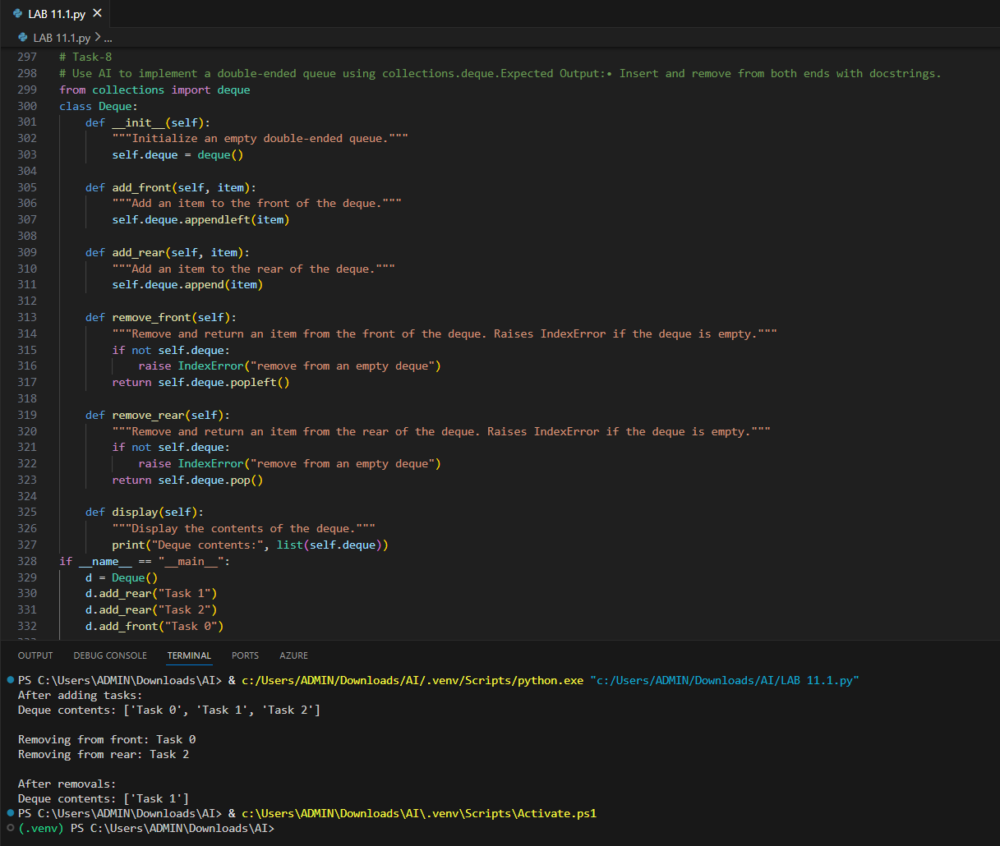 LAB 11.1.py ×
LAB 11.1.py > ...
297 # Task-8
298 # Use AI to implement a double-ended queue using collections.deque.Expected Output:• Insert and remove from both ends with docstrings.
299 from collections import deque
300 class Deque:
301     def __init__(self):
302         """Initialize an empty double-ended queue."""
303         self.deque = deque()
304
305     def add_front(self, item):
306         """Add an item to the front of the deque."""
307         self.deque.appendleft(item)
308
309     def add_rear(self, item):
310         """Add an item to the rear of the deque."""
311         self.deque.append(item)
312
313     def remove_front(self):
314         """Remove and return an item from the front of the deque. Raises IndexError if the deque is empty."""
315         if not self.deque:
316             raise IndexError("remove from an empty deque")
317         return self.deque.popleft()
318
319     def remove_rear(self):
320         """Remove and return an item from the rear of the deque. Raises IndexError if the deque is empty."""
321         if not self.deque:
322             raise IndexError("remove from an empty deque")
323         return self.deque.pop()
324
325     def display(self):
326         """Display the contents of the deque."""
327         print("Deque contents:", list(self.deque))
328 if __name__ == "__main__":
329     d = Deque()
330     d.add_rear("Task 1")
331     d.add_rear("Task 2")
332     d.add_front("Task 0")
OUTPUT DEBUG CONSOLE TERMINAL PORTS AZURE
PS C:\Users\ADMIN\Downloads\AI> & c:/Users/ADMIN/Downloads/AI/.venv/Scripts/python.exe "c:/Users/ADMIN/Downloads/AI/LAB 11.1.py"
After adding tasks:
Deque contents: ['Task 0', 'Task 1', 'Task 2']
Removing from front: Task 0
Removing from rear: Task 2
After removals:
Deque contents: ['Task 1']
PS C:\Users\ADMIN\Downloads\AI> & c:\Users\ADMIN\Downloads\AI\.venv\Scripts\Activate.ps1
(.venv) PS C:\Users\ADMIN\Downloads\AI>